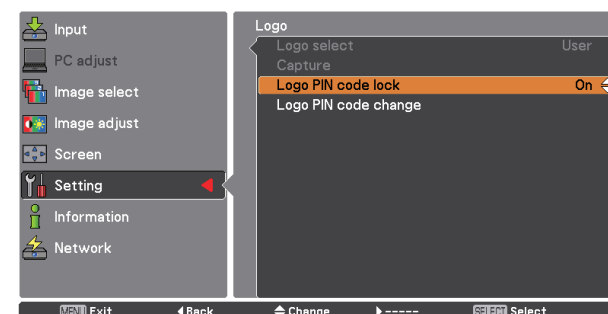 Input
PC adjust
Image select
Image adjust
Screen
Setting
Information
Network
Logo
Logo select User
Capture
Logo PIN code lock On
Logo PIN code change
MENU Exit Back Change ----- SELECT Select